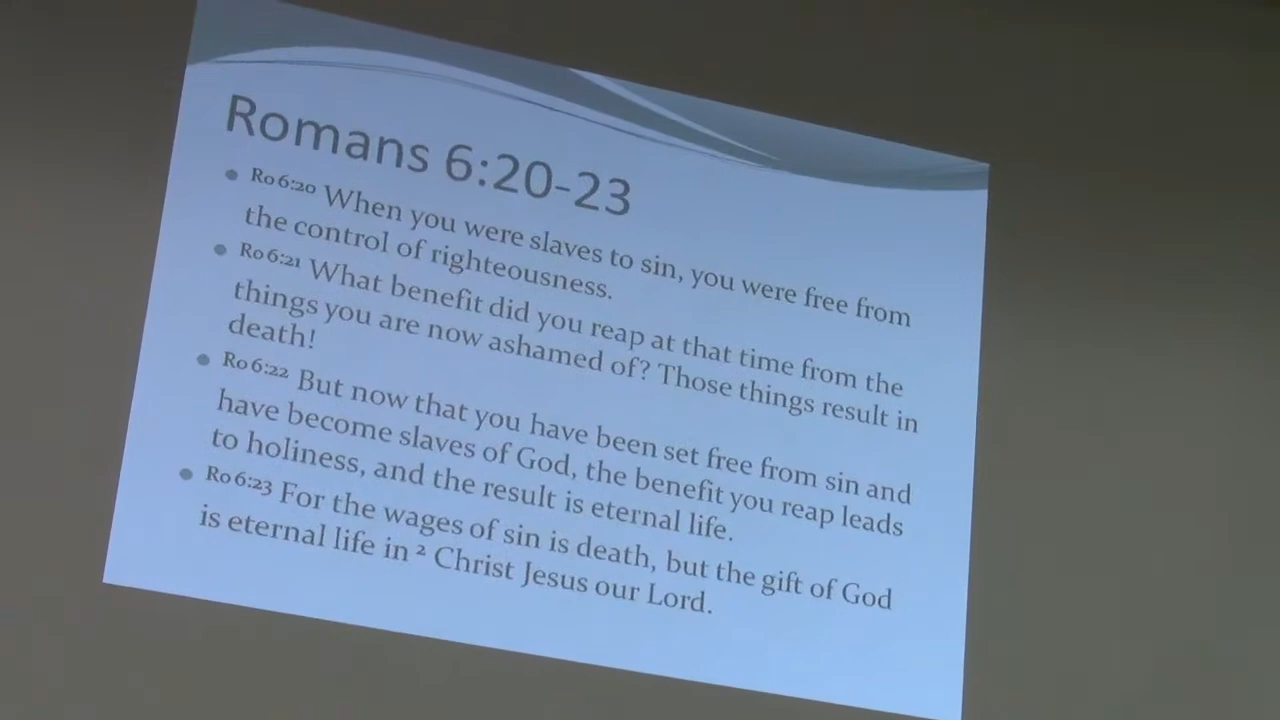 Romans 6:20-23
• Ro 6:20 When you were slaves to sin, you were free from
the control of righteousness.
• Ro 6:21 What benefit did you reap at that time from the
things you are now ashamed of? Those things result in
death!
• Ro 6:22 But now that you have been set free from sin and
have become slaves of God, the benefit you reap leads
to holiness, and the result is eternal life.
• Ro 6:23 For the wages of sin is death, but the gift of God
is eternal life in ² Christ Jesus our Lord.